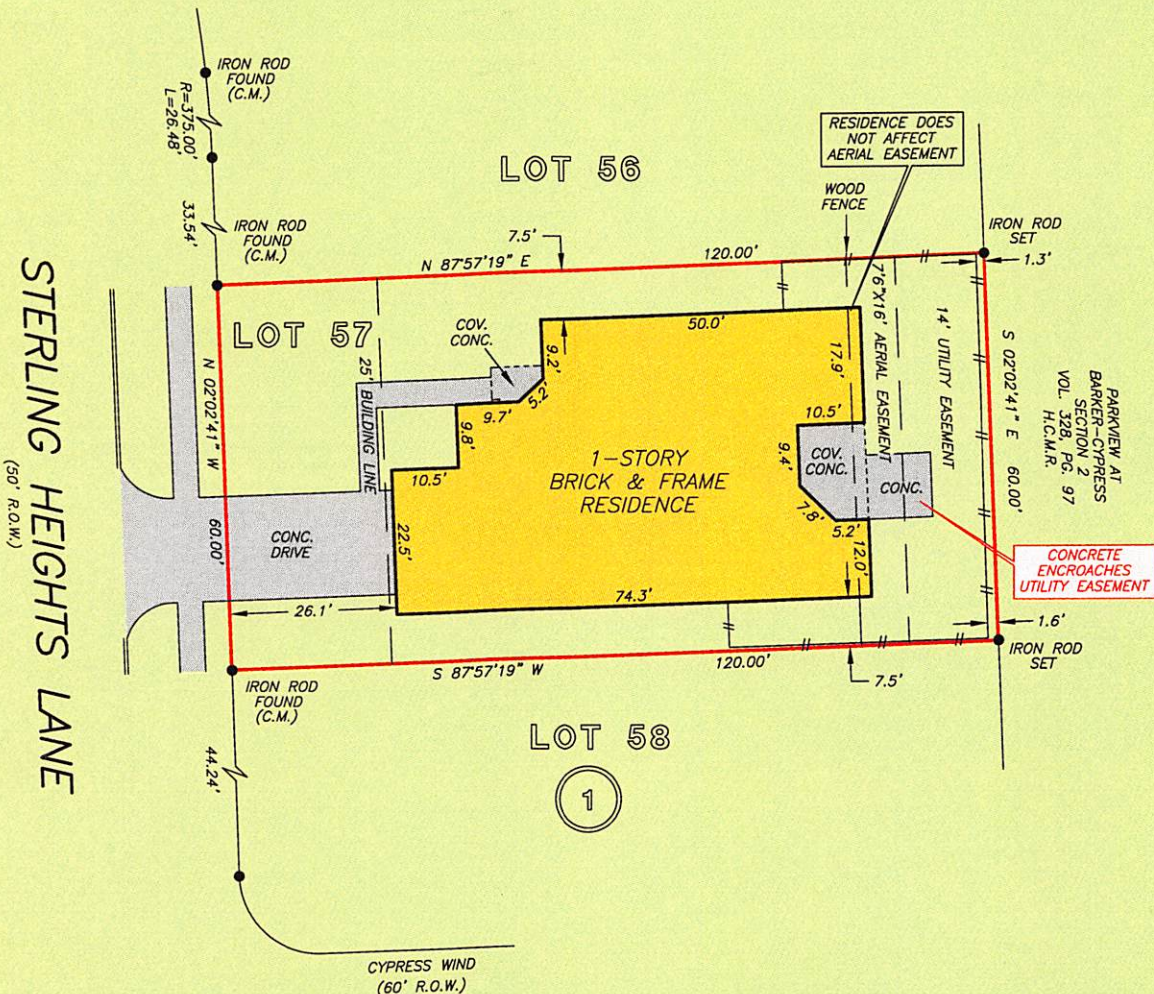 IRON ROD
FOUND
(C.M.)
R=375.00'
L=26.48'
33.54'
IRON ROD
FOUND
(C.M.)
LOT 56
RESIDENCE DOES
NOT AFFECT
AERIAL EASEMENT
WOOD
FENCE
IRON ROD
SET
7.5'
N 87°57'19" E
120.00'
1.3'
STERLING HEIGHTS LANE
(50' R.O.W.)
N 02°02'41" W
60.00'
LOT 57
25' BUILDING LINE
COV.
CONC.
9.2'
5.2'
9.7'
9.8'
10.5'
22.5'
50.0'
17.9'
7'6"X16' AERIAL EASEMENT
14' UTILITY EASEMENT
S 02°02'41" E 60.00'
PARKVIEW AT
BARKER-CYPRESS
SECTION 2
VOL. 328, PG. 97
H.C.M.R.
10.5'
9.4'
COV.
CONC.
CONC.
7.8'
5.2'
12.0'
1-STORY
BRICK & FRAME
RESIDENCE
CONC.
DRIVE
26.1'
74.3'
CONCRETE
ENCROACHES
UTILITY EASEMENT
1.6'
IRON ROD
SET
S 87°57'19" W
120.00'
7.5'
IRON ROD
FOUND
(C.M.)
44.24'
LOT 58
1
CYPRESS WIND
(60' R.O.W.)